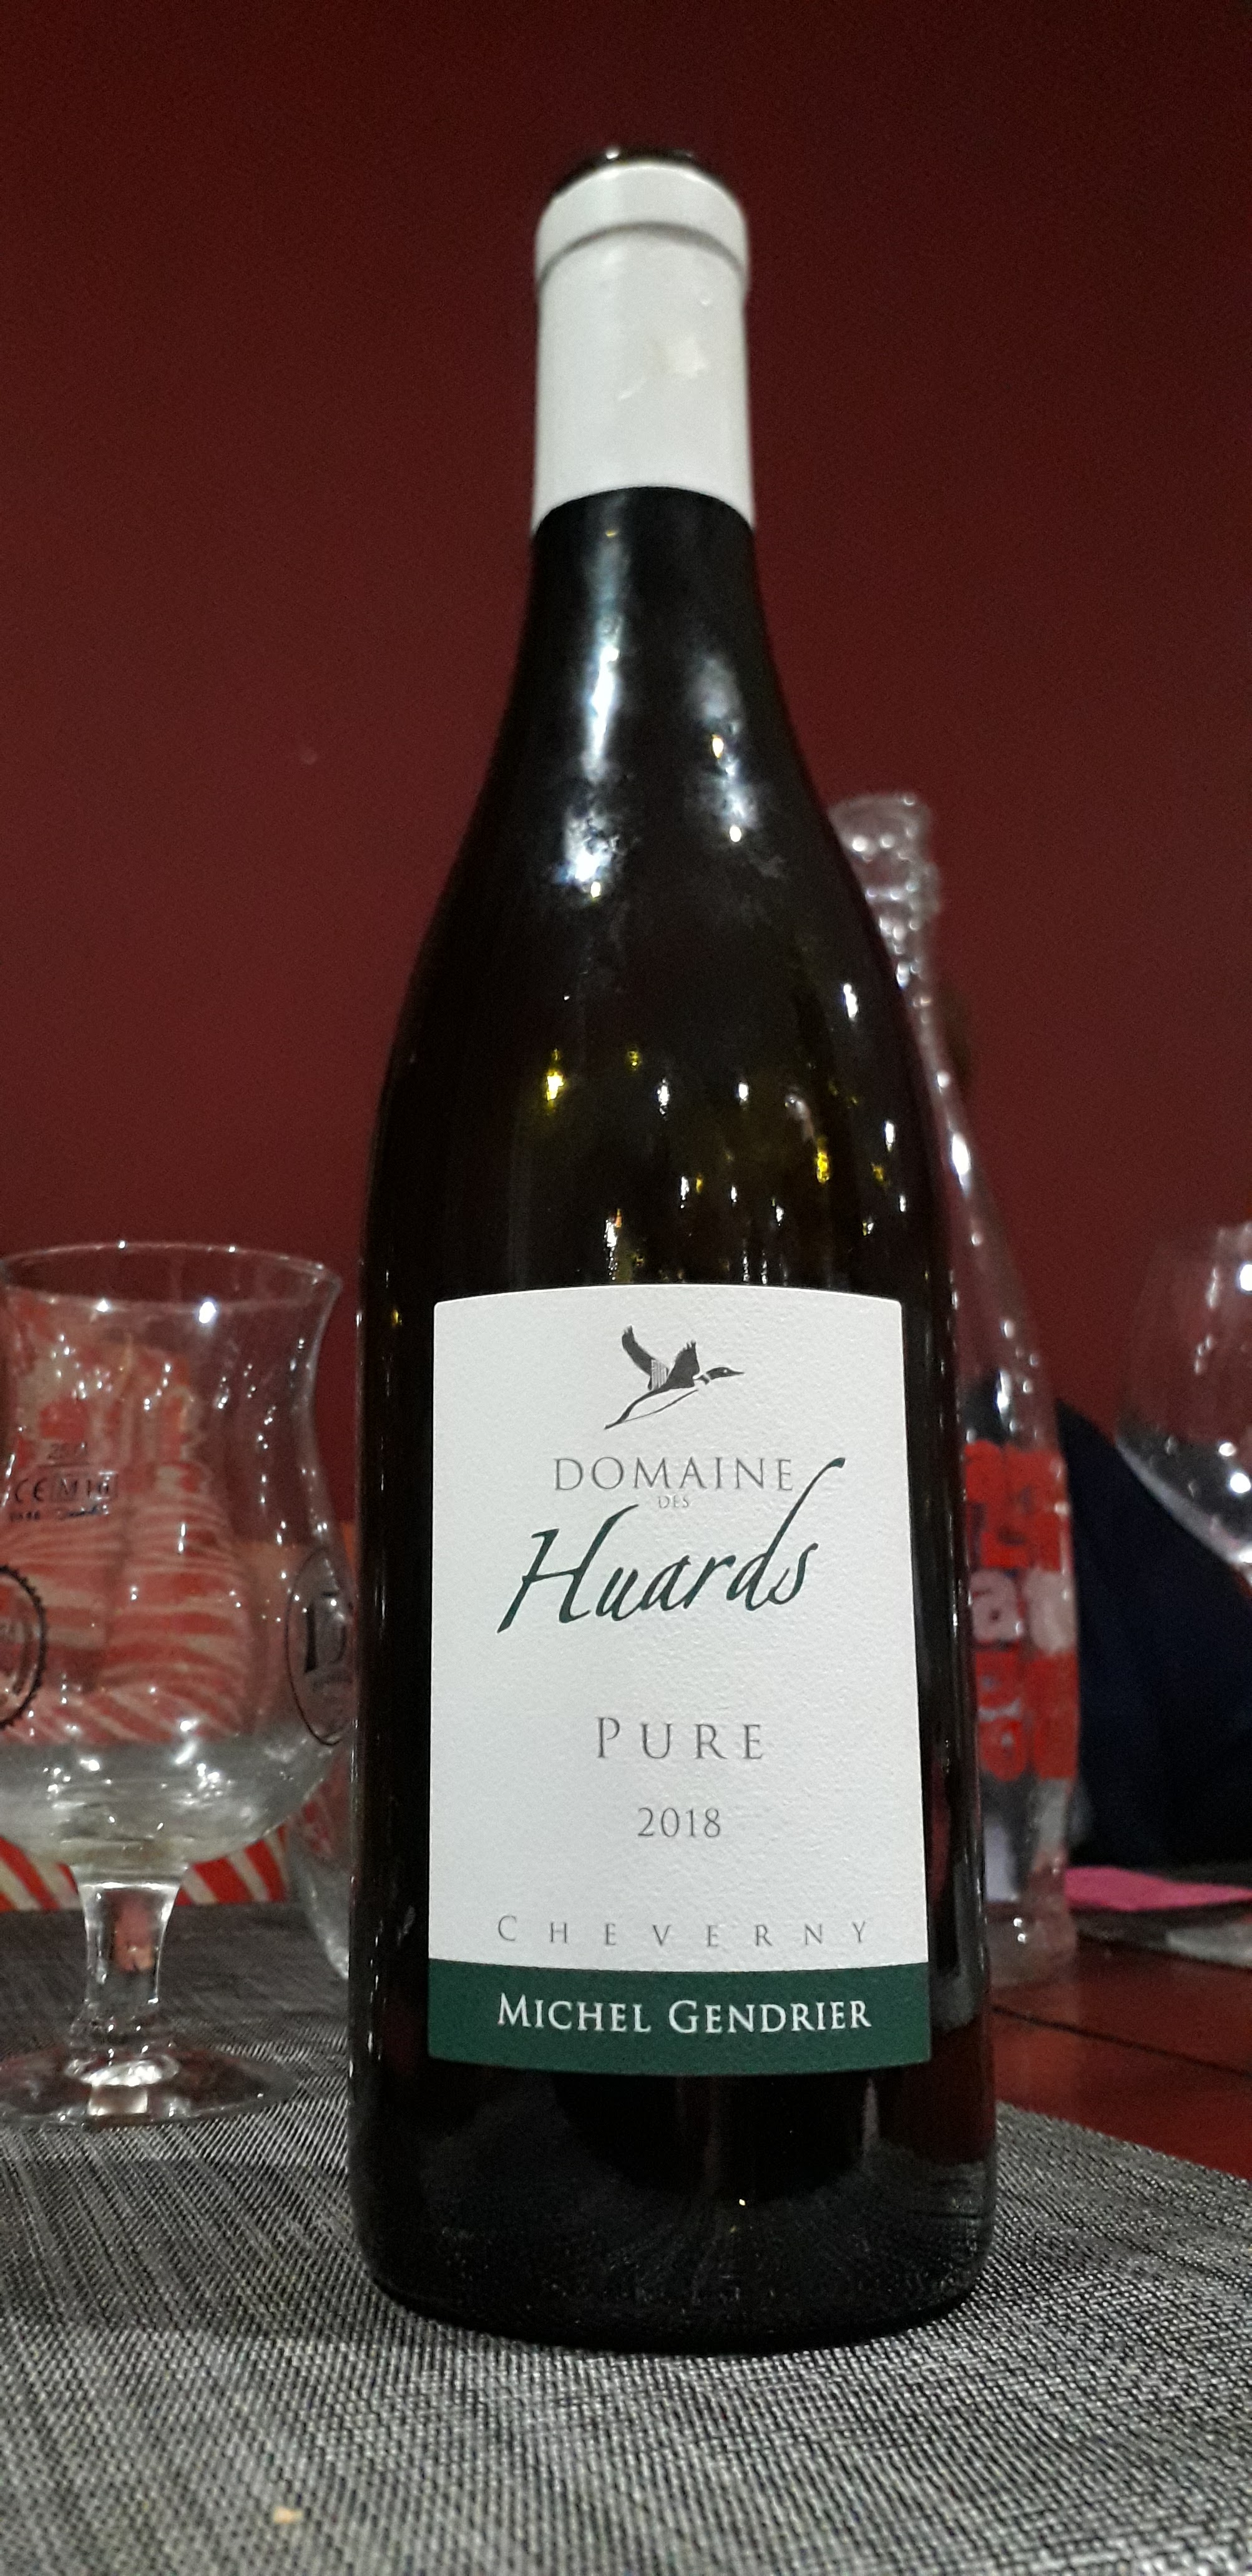 DOMAINE
DES
Huards
PURE
2018
CHEVERNY
MICHEL GENDRIER